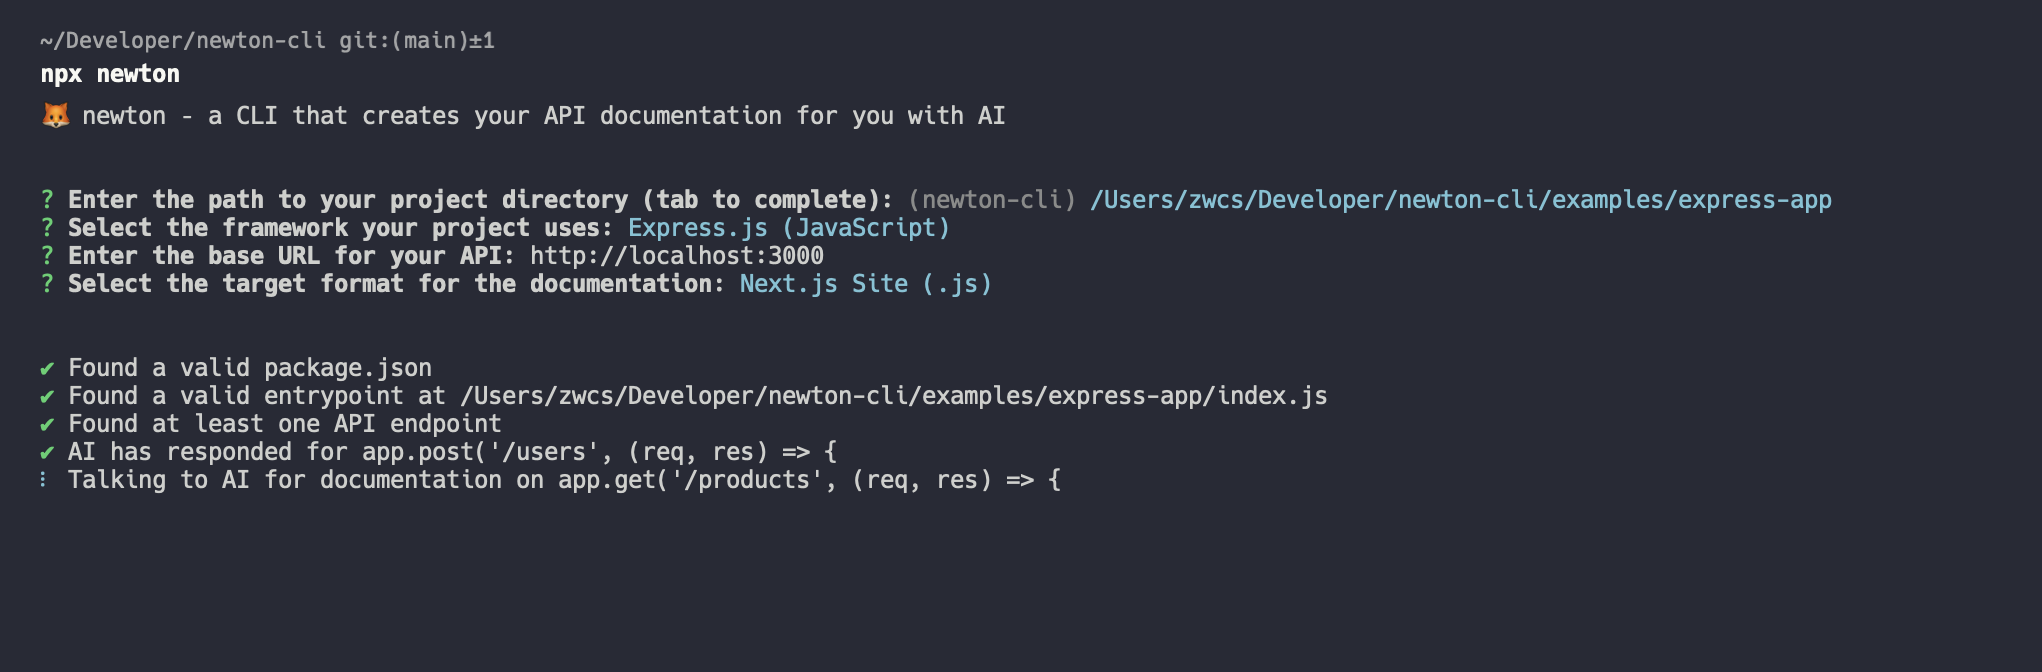 ~/Developer/newton-cli git:(main)±1
npx newton
🦊 newton - a CLI that creates your API documentation for you with AI
? Enter the path to your project directory (tab to complete): (newton-cli) /Users/zwcs/Developer/newton-cli/examples/express-app
? Select the framework your project uses: Express.js (JavaScript)
? Enter the base URL for your API: http://localhost:3000
? Select the target format for the documentation: Next.js Site (.js)
✔ Found a valid package.json
✔ Found a valid entrypoint at /Users/zwcs/Developer/newton-cli/examples/express-app/index.js
✔ Found at least one API endpoint
✔ AI has responded for app.post('/users', (req, res) => {
⠸ Talking to AI for documentation on app.get('/products', (req, res) => {